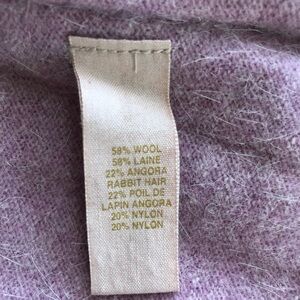 58% WOOL
58% LAINE
22% ANGORA
RABBIT HAIR
22% POIL DE
LAPIN ANGORA
20% NYLON
20% NYLON